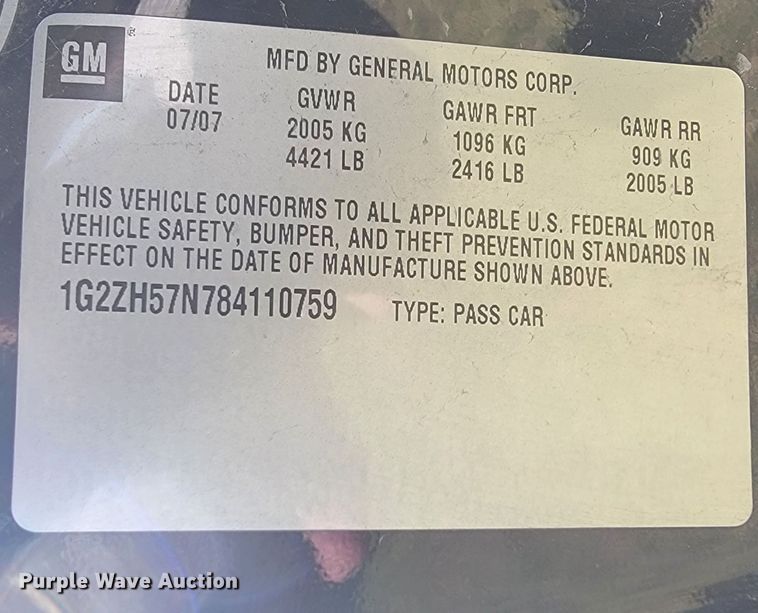 GM®
MFD BY GENERAL MOTORS CORP.
DATE GVWR GAWR FRT GAWR RR
07/07 2005 KG 1096 KG 909 KG
4421 LB 2416 LB 2005 LB
THIS VEHICLE CONFORMS TO ALL APPLICABLE U.S. FEDERAL MOTOR
VEHICLE SAFETY, BUMPER, AND THEFT PREVENTION STANDARDS IN
EFFECT ON THE DATE OF MANUFACTURE SHOWN ABOVE.
1G2ZH57N784110759 TYPE: PASS CAR
Purple Wave Auction